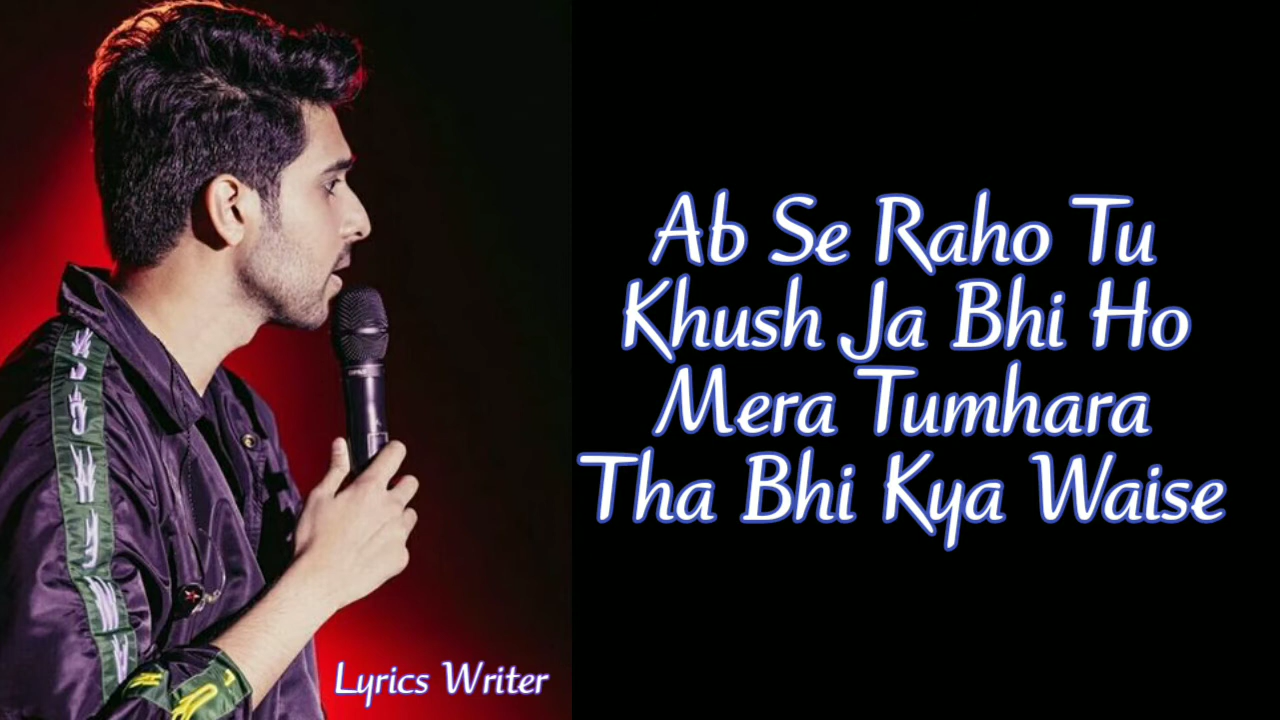 Ab Se Raho Tu
Khush Ja Bhi Ho
Mera Tumhara
Tha Bhi Kya Waise
Lyrics Writer